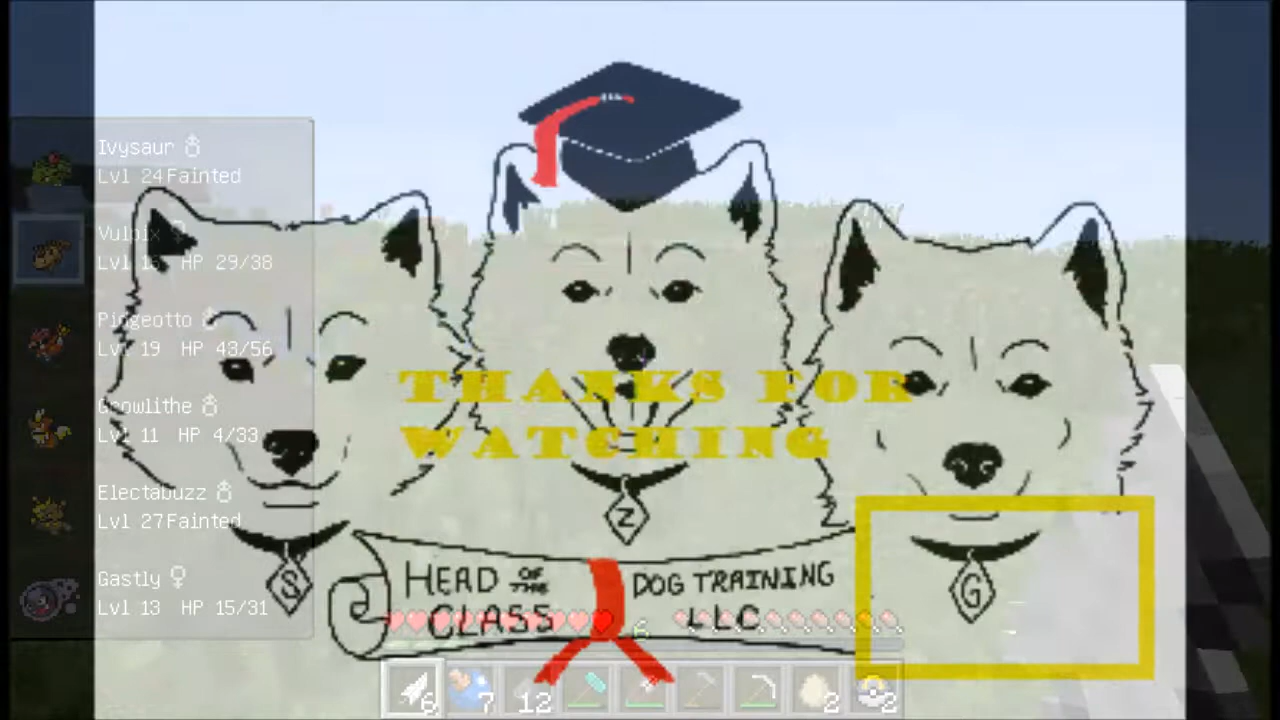 Ivysaur
Lvl 24 Fainted
Vulpix
HP 29/38
Pidgeotto
Lvl 19 HP 43/56
Growlithe
Lvl 11 HP 4/33
Electabuzz
Lvl 27 Fainted
Gastly
Lvl 13 HP 15/31
THANKS FOR
WATCHING
S
Z
G
HEAD OF THE CLASS
DOG TRAINING LLC
6
6
7
12
2
2